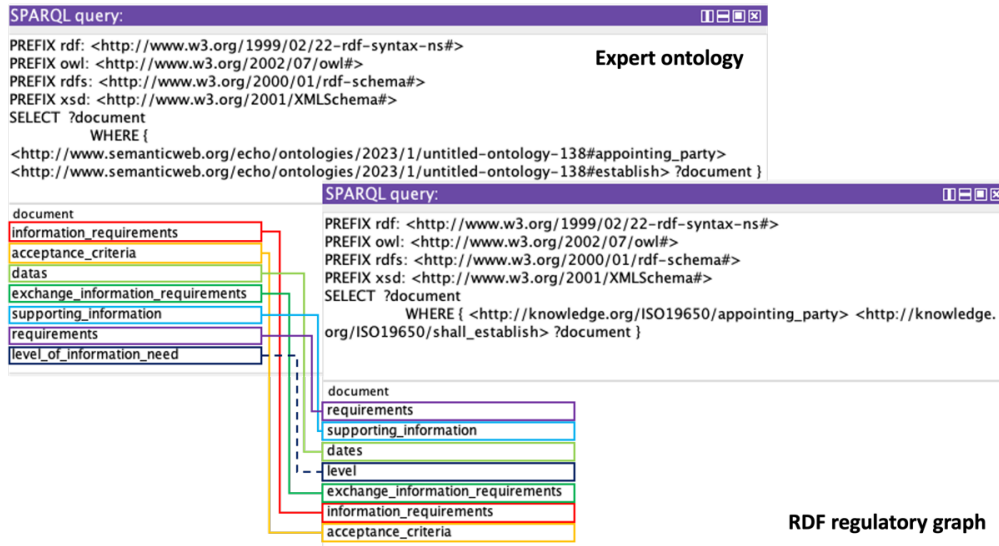 SPARQL query:
PREFIX rdf: <http://www.w3.org/1999/02/22-rdf-syntax-ns#>
PREFIX owl: <http://www.w3.org/2002/07/owl#>
PREFIX rdfs: <http://www.w3.org/2000/01/rdf-schema#>
PREFIX xsd: <http://www.w3.org/2001/XMLSchema#>
SELECT ?document
WHERE {
<http://www.semanticweb.org/echo/ontologies/2023/1/untitled-ontology-138#appointing_party>
<http://www.semanticweb.org/echo/ontologies/2023/1/untitled-ontology-138#establish> ?document }
Expert ontology
document
information_requirements
acceptance_criteria
datas
exchange_information_requirements
supporting_information
requirements
level_of_information_need
SPARQL query:
PREFIX rdf: <http://www.w3.org/1999/02/22-rdf-syntax-ns#>
PREFIX owl: <http://www.w3.org/2002/07/owl#>
PREFIX rdfs: <http://www.w3.org/2000/01/rdf-schema#>
PREFIX xsd: <http://www.w3.org/2001/XMLSchema#>
SELECT ?document
WHERE { <http://knowledge.org/ISO19650/appointing_party> <http://knowledge.
org/ISO19650/shall_establish> ?document }
document
requirements
supporting_information
dates
level
exchange_information_requirements
information_requirements
acceptance_criteria
RDF regulatory graph